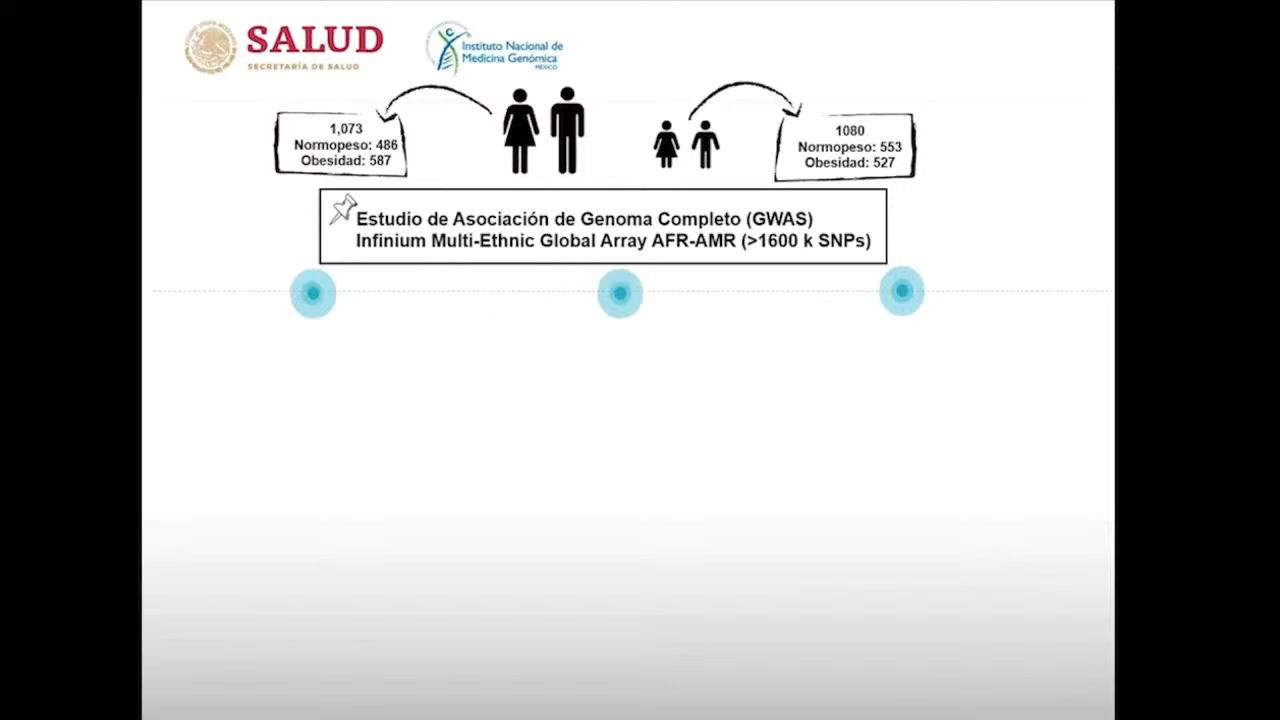 SALUD
SECRETARÍA DE SALUD
Instituto Nacional de
Medicina Genómica
MÉXICO
1,073
Normopeso: 486
Obesidad: 587
1080
Normopeso: 553
Obesidad: 527
Estudio de Asociación de Genoma Completo (GWAS)
Infinium Multi-Ethnic Global Array AFR-AMR (>1600 k SNPs)